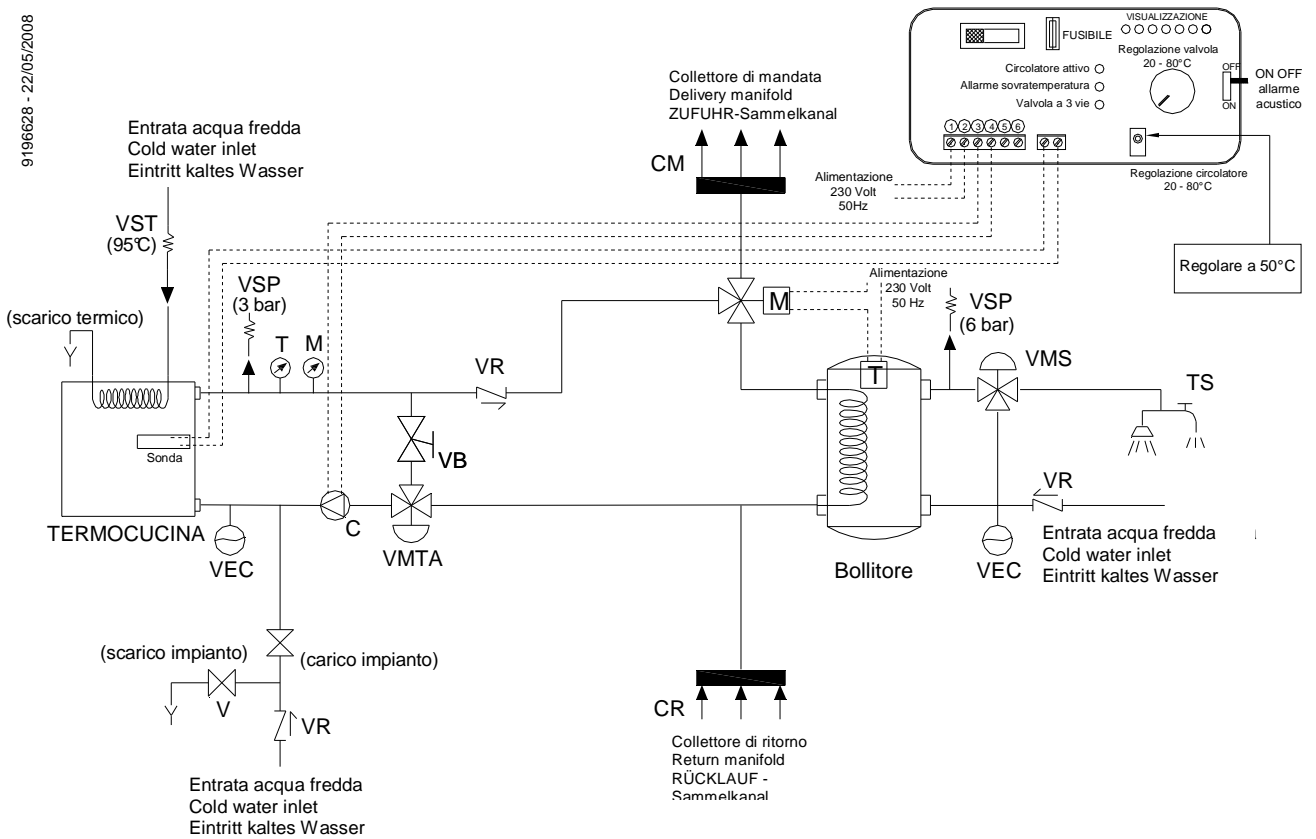 9196628 - 22/05/2008
VISUALIZZAZIONE
FUSIBILE
Regolazione valvola
20 - 80°C
Circolatore attivo
Allarme sovratemperatura
Valvola a 3 vie
OFF
ON
ON OFF
allarme
acustico
1 2 3 4 5 6
Regolazione circolatore
20 - 80°C
Regolare a 50°C
Alimentazione
230 Volt
50Hz
Collettore di mandata
Delivery manifold
ZUFUHR-Sammelkanal
CM
Entrata acqua fredda
Cold water inlet
Eintritt kaltes Wasser
VST
(95°C)
VSP
(3 bar)
(scarico termico)
T
M
VR
M
Alimentazione
230 Volt
50 Hz
VSP
(6 bar)
VMS
TS
T
Sonda
VB
TERMOCUCINA
VEC
C
VMTA
Bollitore
VEC
VR
Entrata acqua fredda
Cold water inlet
Eintritt kaltes Wasser
(scarico impianto)
(carico impianto)
V
VR
Entrata acqua fredda
Cold water inlet
Eintritt kaltes Wasser
CR
Collettore di ritorno
Return manifold
RÜCKLAUF -
Sammelkanal